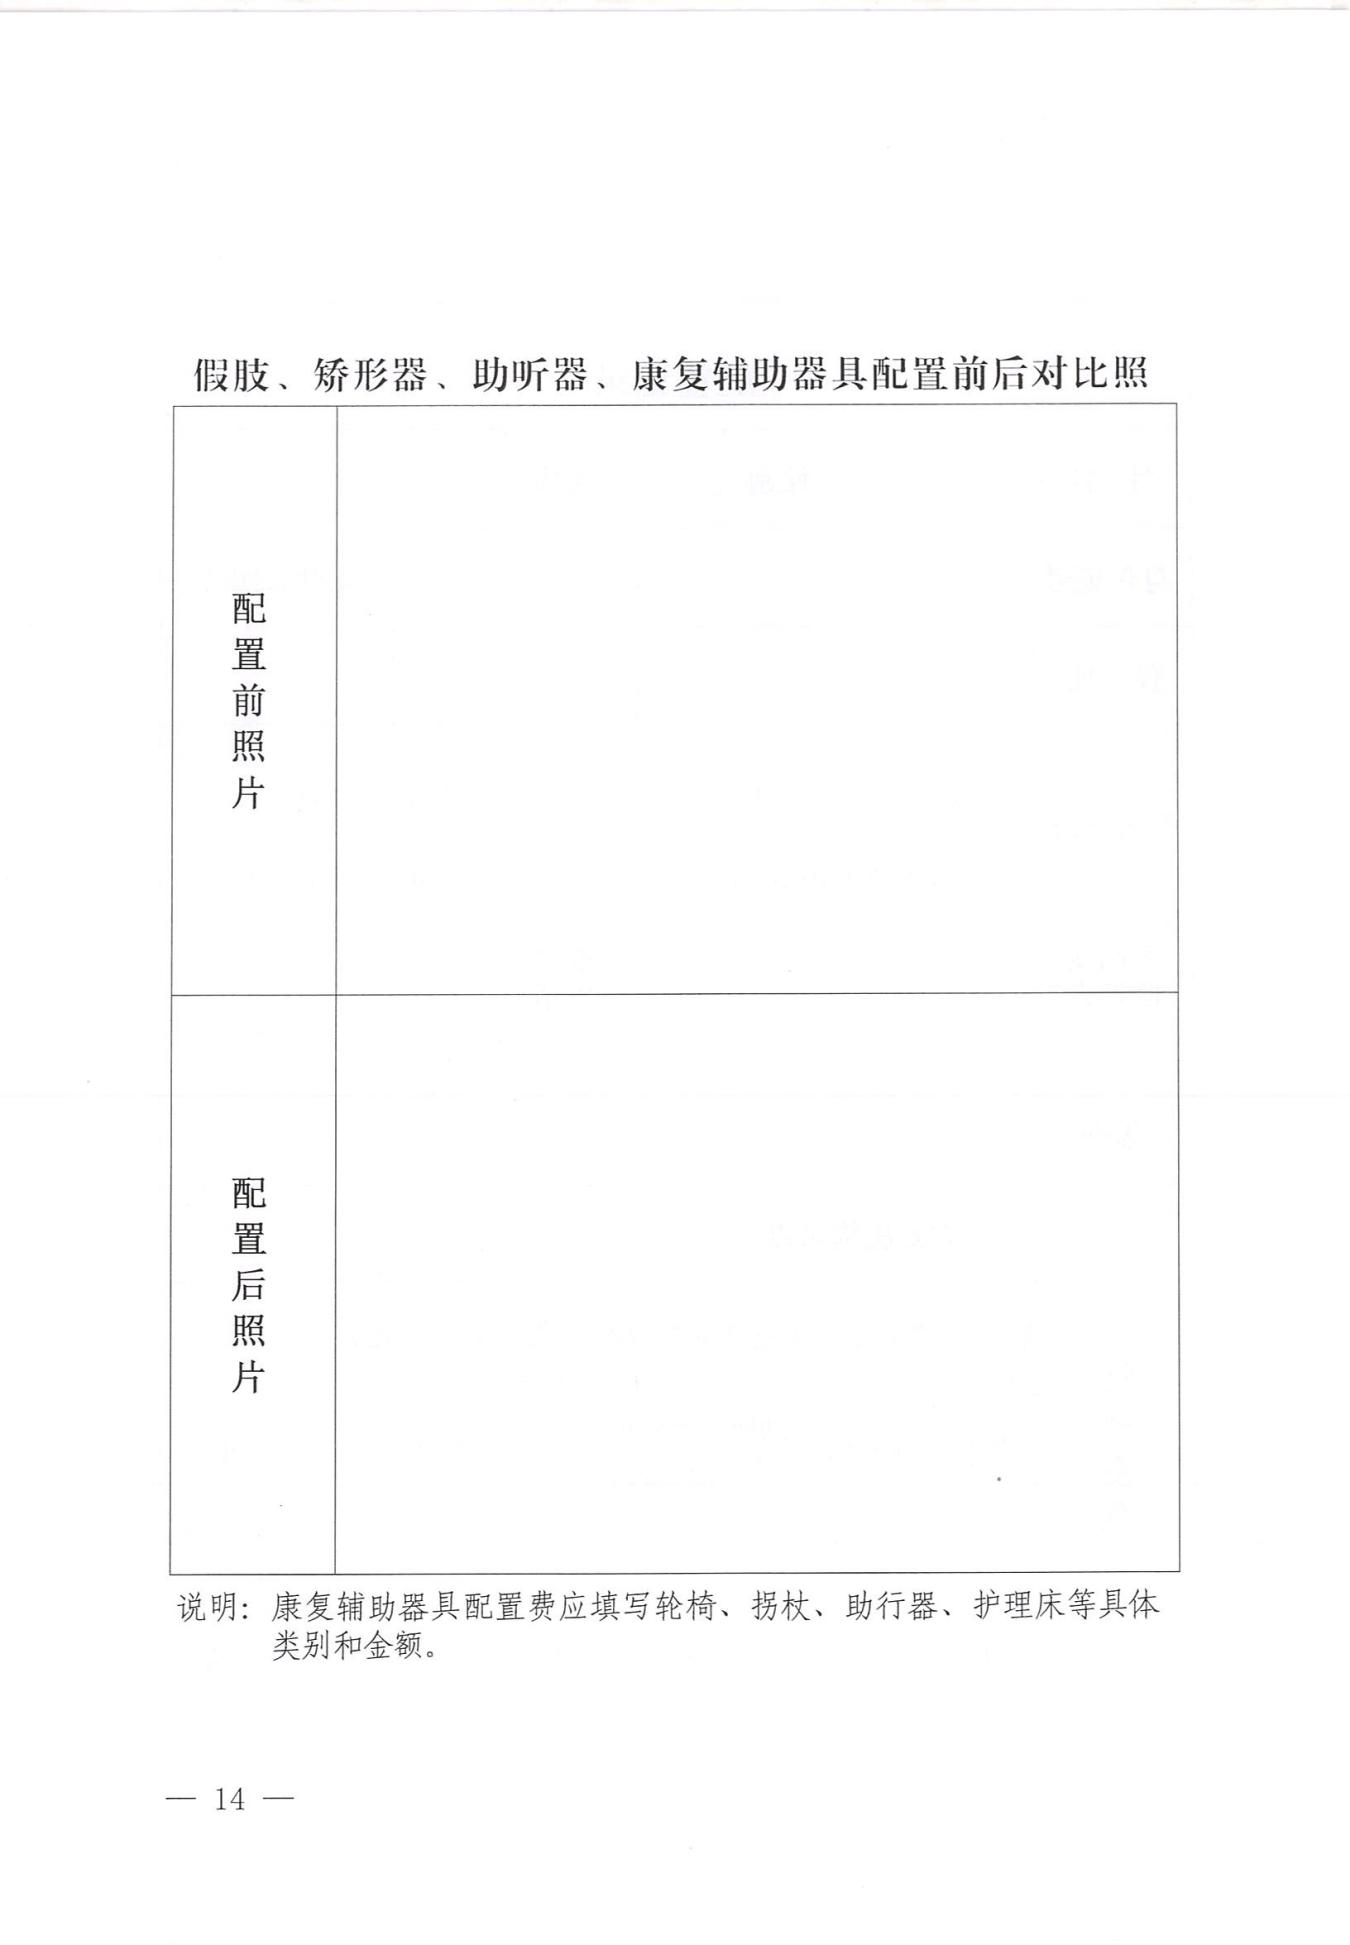 假肢、矫形器、助听器、康复辅助器具配置前后对比照
配
置
前
照
片
配
置
后
照
片
说明：康复辅助器具配置费应填写轮椅、拐杖、助行器、护理床等具体
类别和金额。
— 14 —